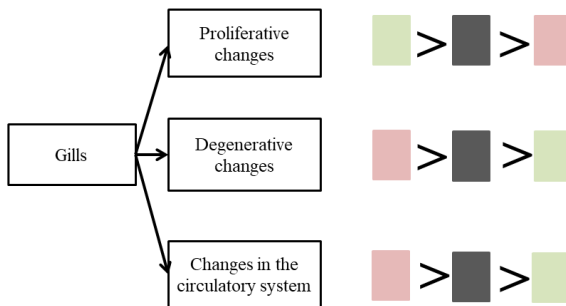 Proliferative
changes
>
>
Gills
Degenerative
changes
>
>
Changes in the
circulatory system
>
>